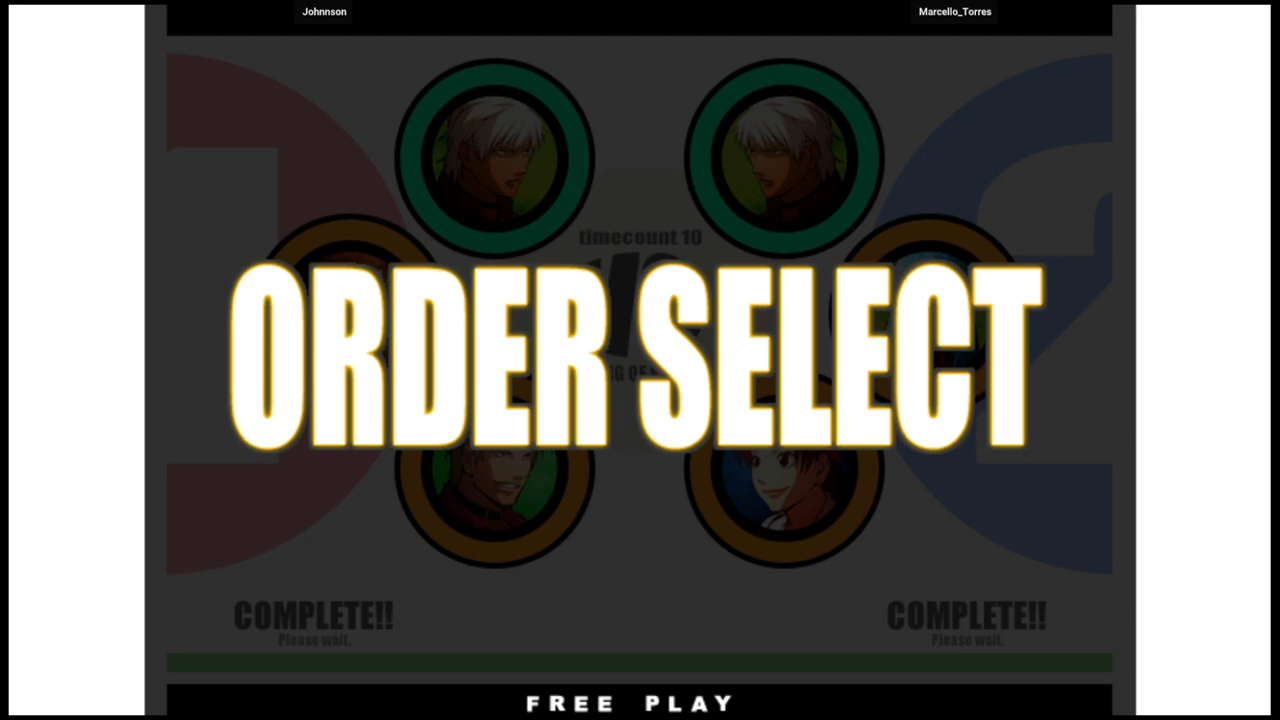 Johnnson
Marcello_Torres
timecount 10
ORDER SELECT
COMPLETE!!
Please wait.
COMPLETE!!
Please wait.
FREE PLAY